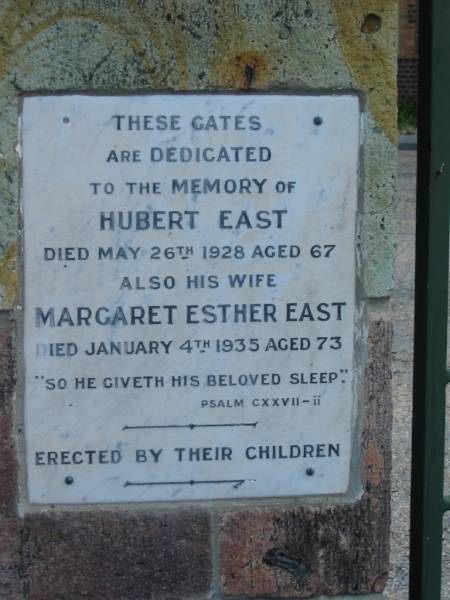 THESE GATES
ARE DEDICATED
TO THE MEMORY OF
HUBERT EAST
DIED MAY 26TH 1928 AGED 67
ALSO HIS WIFE
MARGARET ESTHER EAST
DIED JANUARY 4TH 1935 AGED 73
"SO HE GIVETH HIS BELOVED SLEEP".
PSALM CXXVII-ii
ERECTED BY THEIR CHILDREN